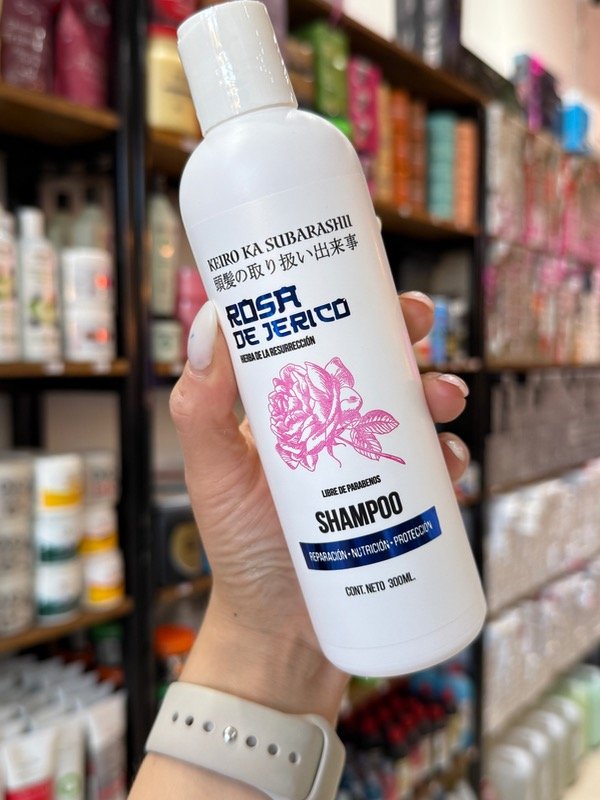 KEIRO KA SUBARASHII
頭髪の取り扱い出来事
ROSA
DE JERICO
HIERBA DE LA RESURRECCIÓN
LIBRE DE PARABENOS
SHAMPOO
REPARACIÓN•NUTRICIÓN•PROTECCIÓN
CONT. NETO 300ML.